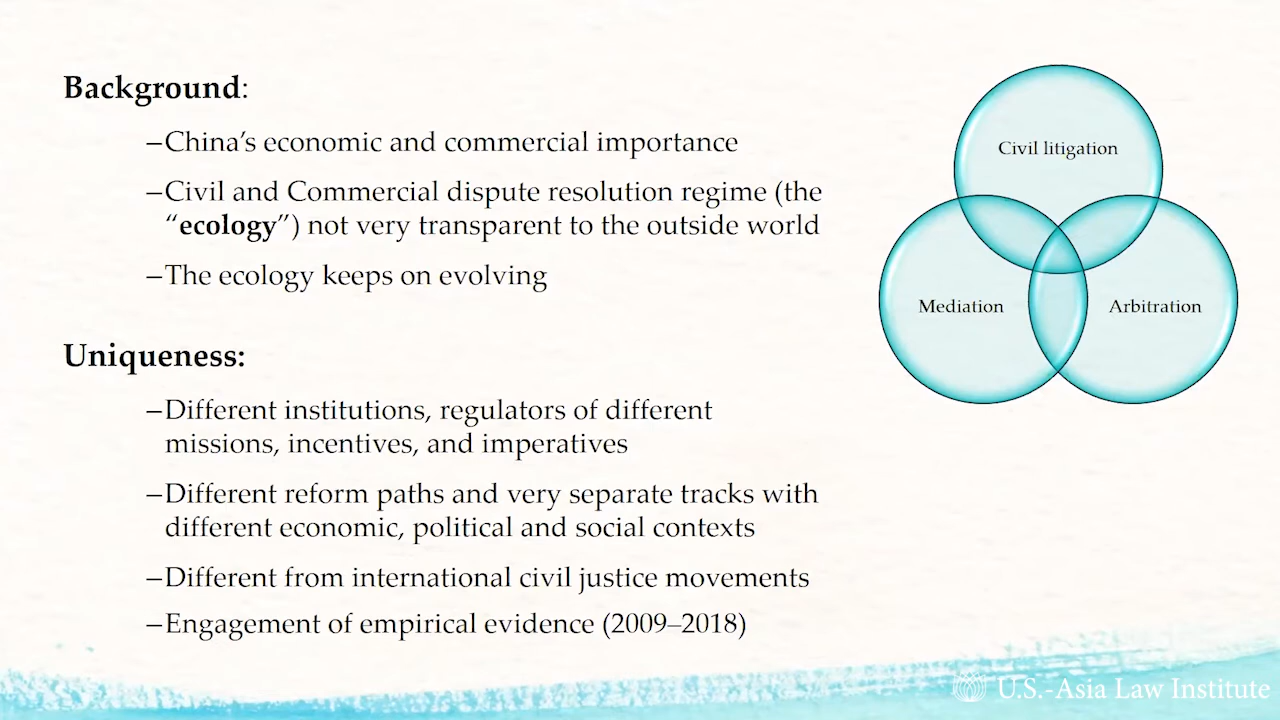 Background:
–China’s economic and commercial importance
–Civil and Commercial dispute resolution regime (the
“ecology”) not very transparent to the outside world
–The ecology keeps on evolving
Uniqueness:
–Different institutions, regulators of different
missions, incentives, and imperatives
–Different reform paths and very separate tracks with
different economic, political and social contexts
–Different from international civil justice movements
–Engagement of empirical evidence (2009–2018)
Civil litigation
Mediation
Arbitration
U.S.-Asia Law Institute